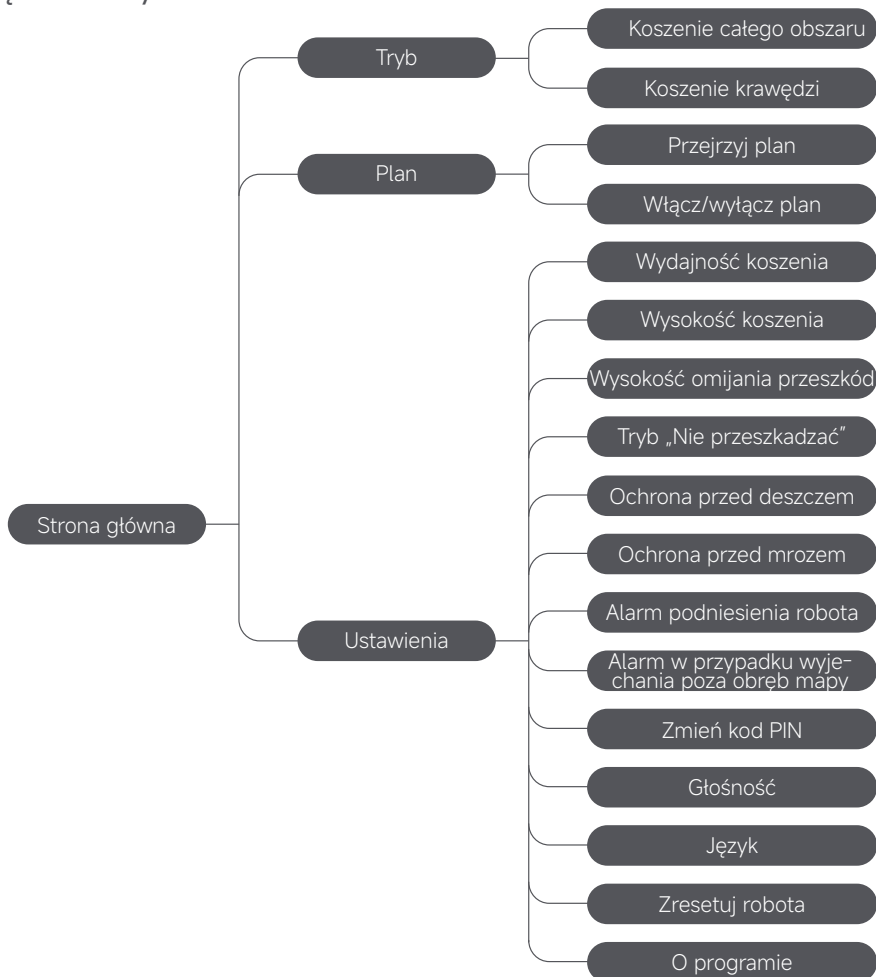 Koszenie całego obszaru
Tryb
Koszenie krawędzi
Przejrzyj plan
Plan
Włącz/wyłącz plan
Wydajność koszenia
Wysokość koszenia
Wysokość omijania przeszkód
Tryb „Nie przeszkadzać”
Ochrona przed deszczem
Strona główna
Ochrona przed mrozem
Alarm podniesienia robota
Ustawienia
Alarm w przypadku wyje-
chania poza obręb mapy
Zmień kod PIN
Głośność
Język
Zresetuj robota
O programie